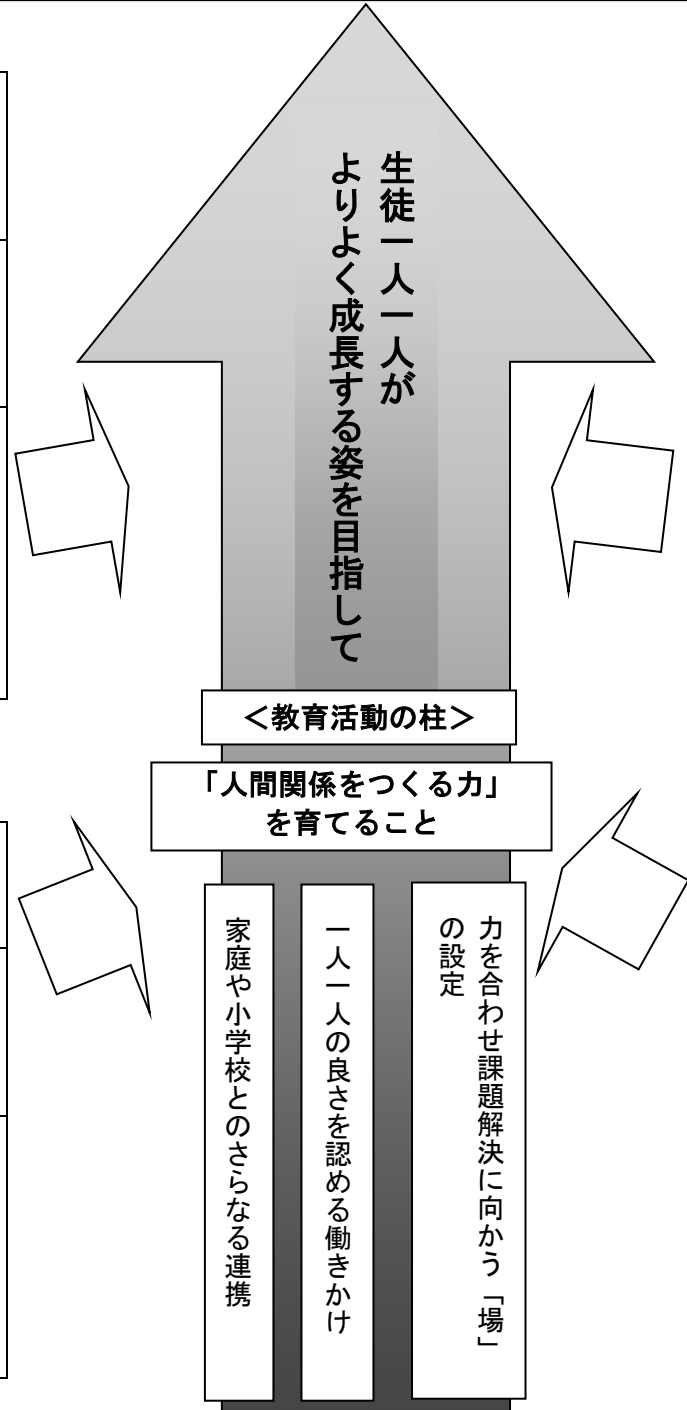 生徒一人一人が
よりよく成長する姿を目指して
＜教育活動の柱＞
「人間関係をつくる力」
を育てること
力を合わせ課題解決に向かう「場」
の設定
一人一人の良さを認める働きかけ
家庭や小学校とのさらなる連携